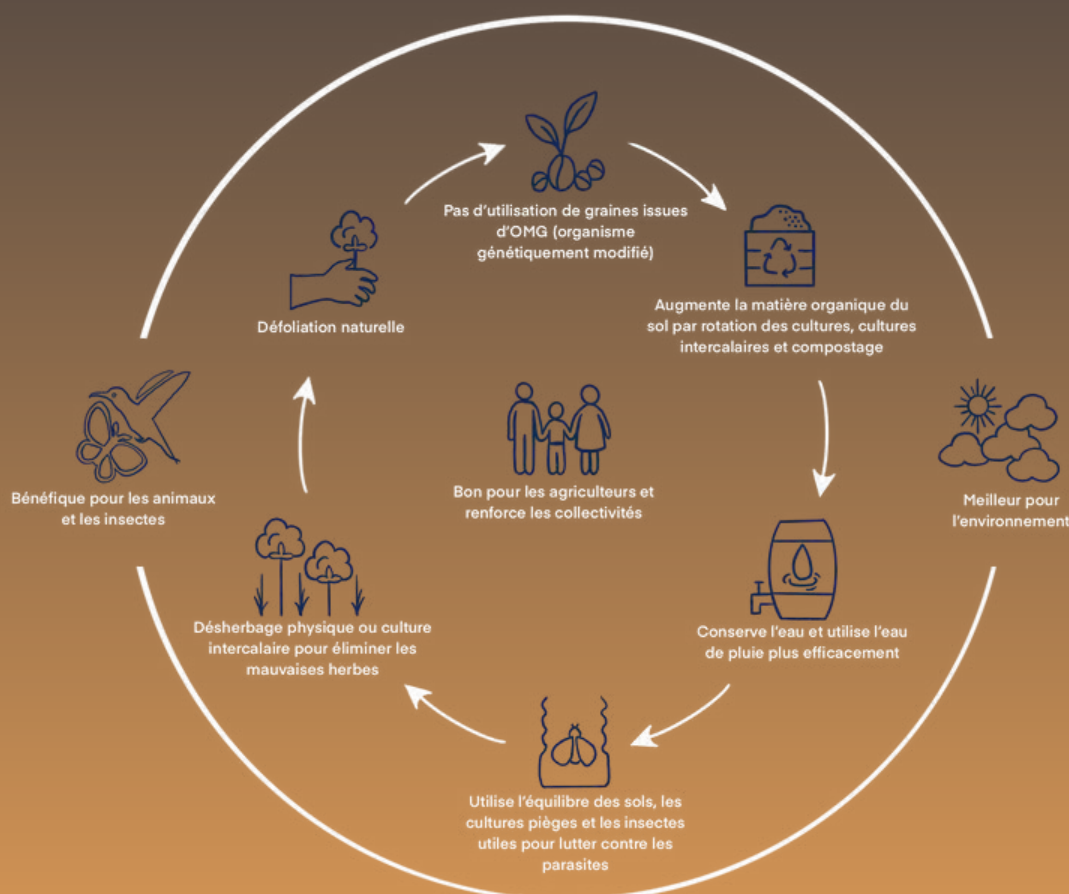 Pas d'utilisation de graines issues
d'OMG (organisme
génétiquement modifié)
Augmente la matière organique du
sol par rotation des cultures, cultures
intercalaires et compostage
Conserve l'eau et utilise l'eau
de pluie plus efficacement
Utilise l'équilibre des sols, les
cultures pièges et les insectes
utiles pour lutter contre les
parasites
Désherbage physique ou culture
intercalaire pour éliminer les
mauvaises herbes
Défoliation naturelle
Bon pour les agriculteurs et
renforce les collectivités
Bénéfique pour les animaux
et les insectes
Meilleur pour
l'environnement